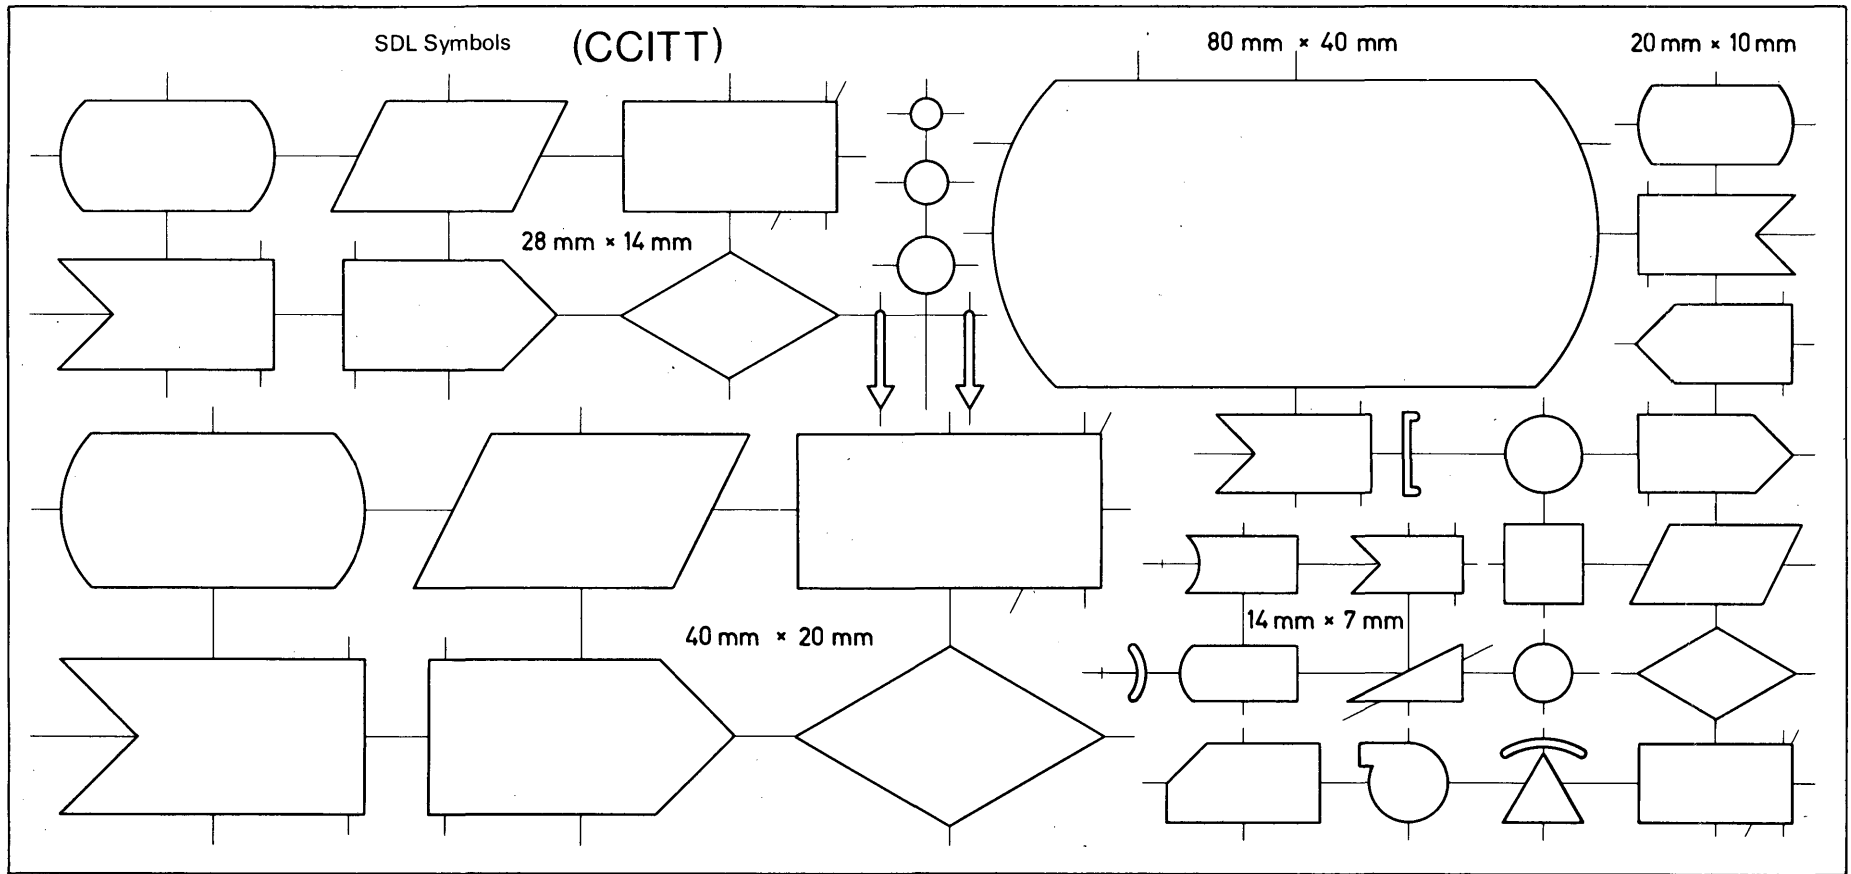 SDL Symbols (CCITT)
80 mm × 40 mm
20 mm × 10 mm
28 mm × 14 mm
14 mm × 7 mm
40 mm × 20 mm